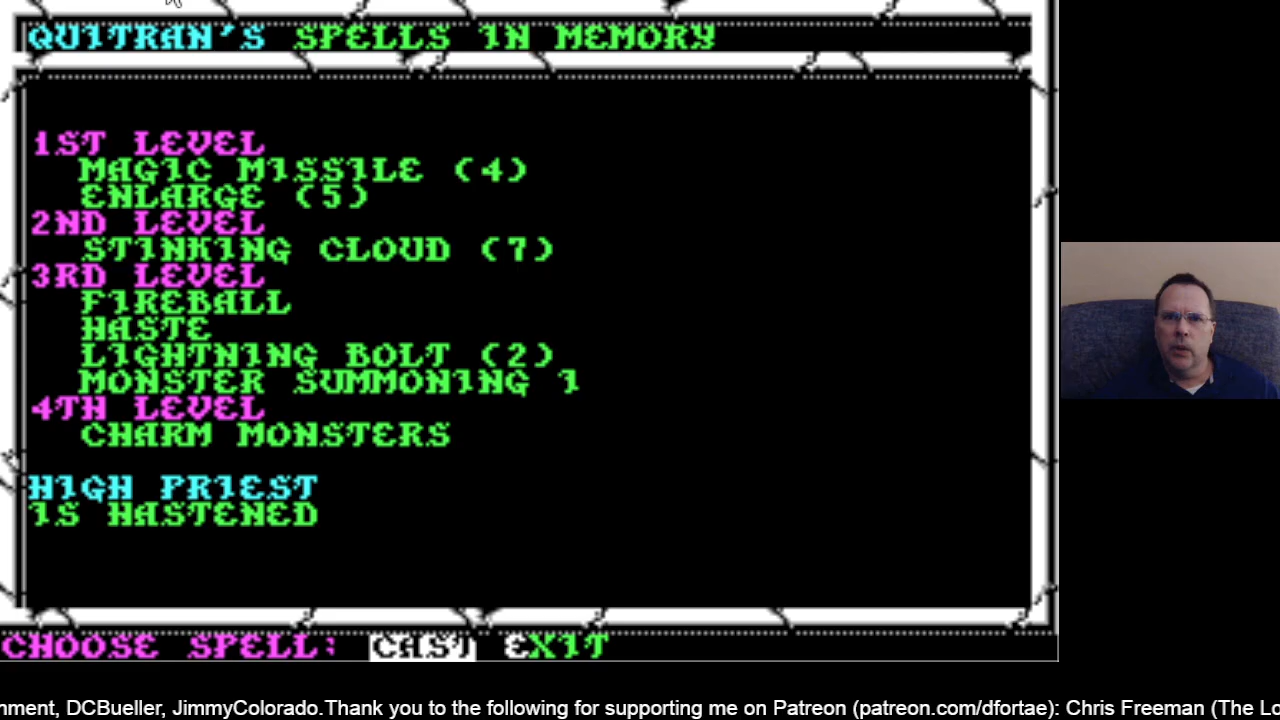 QUITRAN'S SPELLS IN MEMORY
1ST LEVEL
MAGIC MISSILE (4)
ENLARGE (5)
2ND LEVEL
STINKING CLOUD (7)
3RD LEVEL
FIREBALL
HASTE
LIGHTNING BOLT (2)
MONSTER SUMMONING 1
4TH LEVEL
CHARM MONSTERS
HIGH PRIEST
IS HASTENED
CHOOSE SPELL: CAST EXIT
nment, DCBueller, JimmyColorado.Thank you to the following for supporting me on Patreon (patreon.com/dfortae): Chris Freeman (The Lo